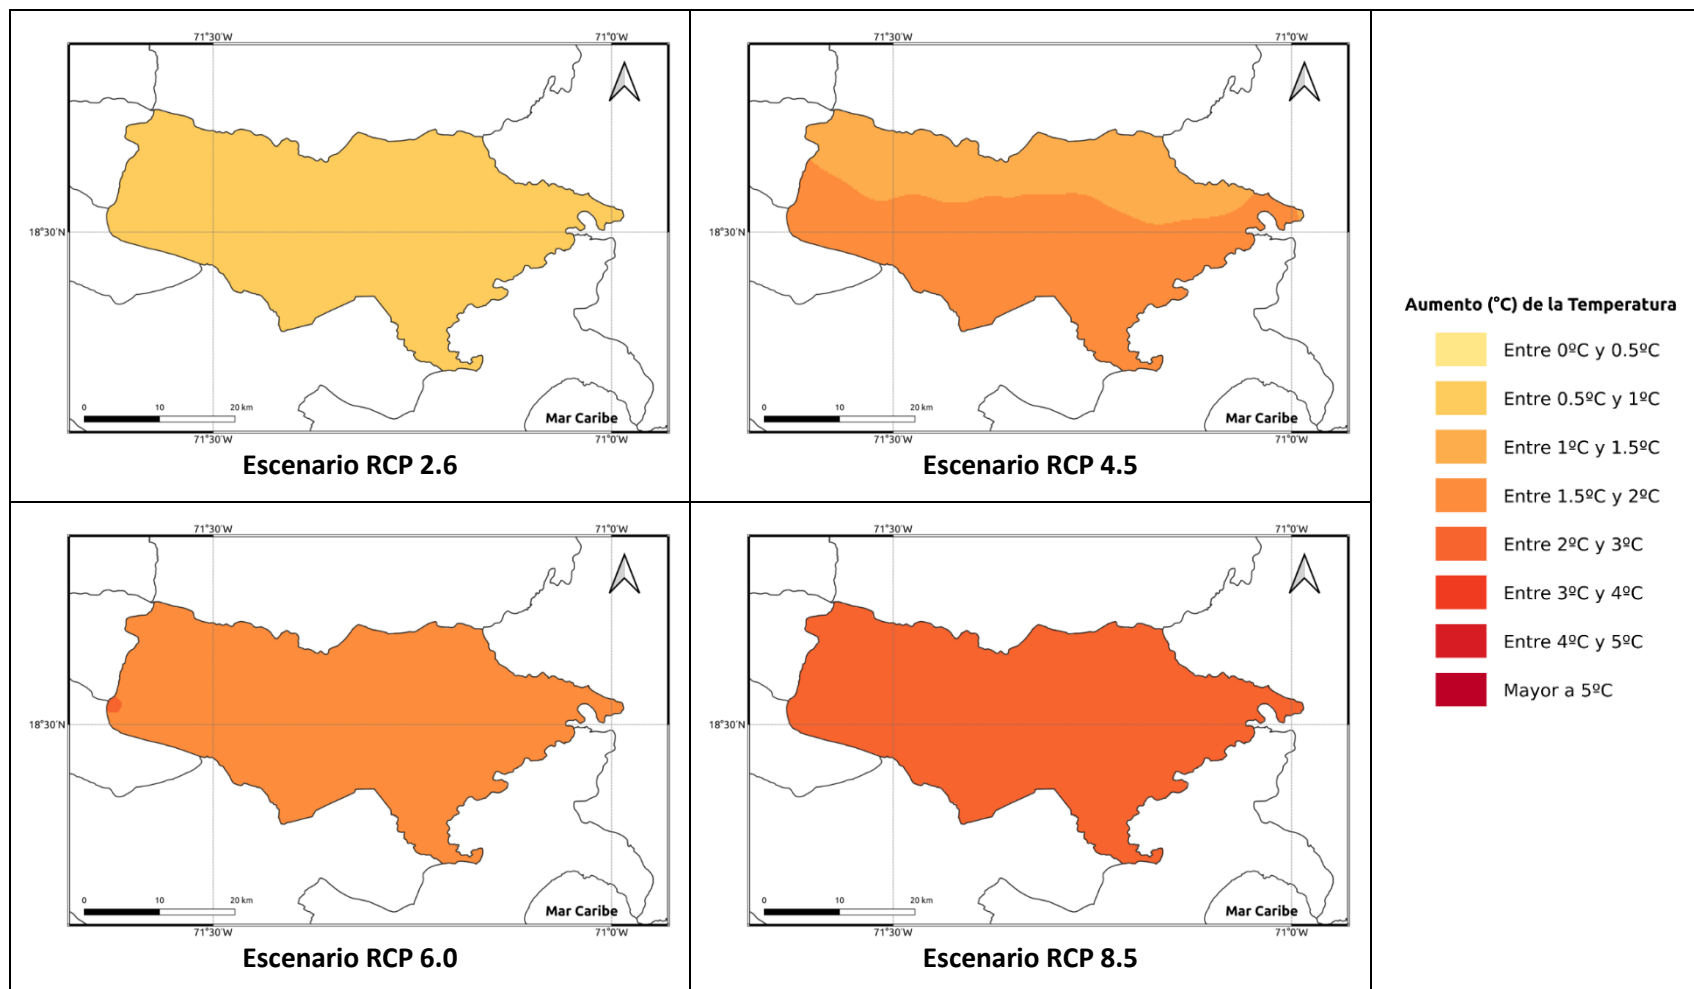 71°30'W
71°0'W
18°30'N
0
10
20 km
Mar Caribe
71°30'W
71°0'W
Escenario RCP 2.6
71°30'W
71°0'W
18°30'N
0
10
20 km
Mar Caribe
71°30'W
71°0'W
Escenario RCP 4.5
71°30'W
71°0'W
18°30'N
0
10
20 km
Mar Caribe
71°30'W
71°0'W
Escenario RCP 6.0
71°30'W
71°0'W
18°30'N
0
10
20 km
Mar Caribe
71°30'W
71°0'W
Escenario RCP 8.5
Aumento (°C) de la Temperatura
Entre 0ºC y 0.5ºC
Entre 0.5ºC y 1ºC
Entre 1ºC y 1.5ºC
Entre 1.5ºC y 2ºC
Entre 2ºC y 3ºC
Entre 3ºC y 4ºC
Entre 4ºC y 5ºC
Mayor a 5ºC